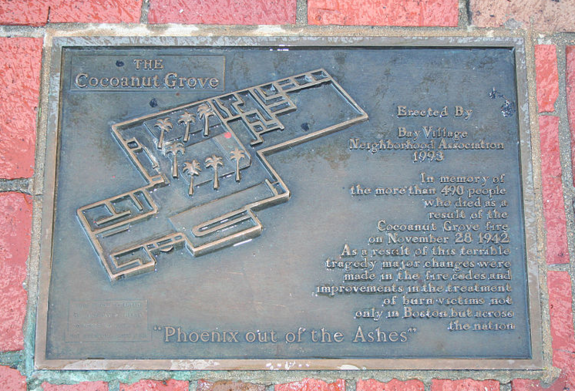 THE
Cocoanut Grove
Erected By
Bay Village
Neighborhood Association
1993
In memory of
the more than 490 people
who died as a
result of the
Cocoanut Grove fire
on November 28, 1942.
As a result of this terrible
tragedy, major changes were
made in the fire codes, and
improvements in the treatment
of burn victims, not
only in Boston but across
the nation.
"Phoenix out of the Ashes"